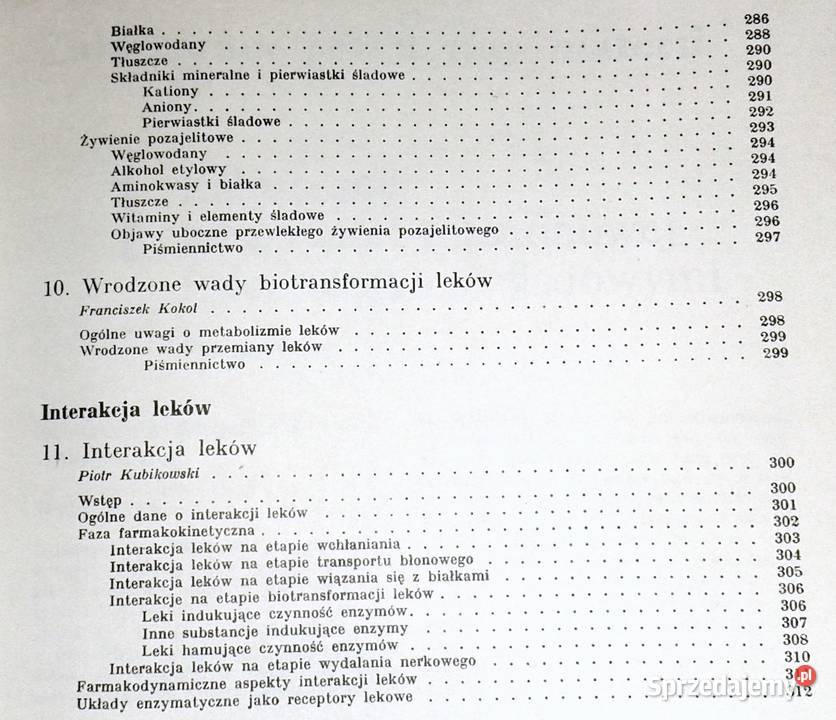 Białka 286
Węglowodany 288
Tłuszcze 290
Składniki mineralne i pierwiastki śladowe 290
Kationy 290
Aniony 291
Pierwiastki śladowe 292
Żywienie pozajelitowe 293
Węglowodany 294
Alkohol etylowy 294
Aminokwasy i białka 294
Tłuszcze 295
Witaminy i elementy śladowe 296
Objawy uboczne przewlekłego żywienia pozajelitowego 296
Piśmiennictwo 297
10. Wrodzone wady biotransformacji leków
Franciszek Kokot 298
Ogólne uwagi o metabolizmie leków 298
Wrodzone wady przemiany leków 299
Piśmiennictwo 299
Interakcja leków
11. Interakcja leków
Piotr Kubikowski 300
Wstęp 300
Ogólne dane o interakcji leków 301
Faza farmakokinetyczna 302
Interakcja leków na etapie wchłaniania 303
Interakcja leków na etapie transportu błonowego 304
Interakcja leków na etapie wiązania się z białkami 305
Interakcje na etapie biotransformacji leków 306
Leki indukujące czynność enzymów 306
Inne substancje indukujące enzymy 307
Leki hamujące czynność enzymów 308
Interakcja leków na etapie wydalania nerkowego 310
Farmakodynamiczne aspekty interakcji leków
Układy enzymatyczne jako receptory lekowe 312
Sprzedajemy.pl